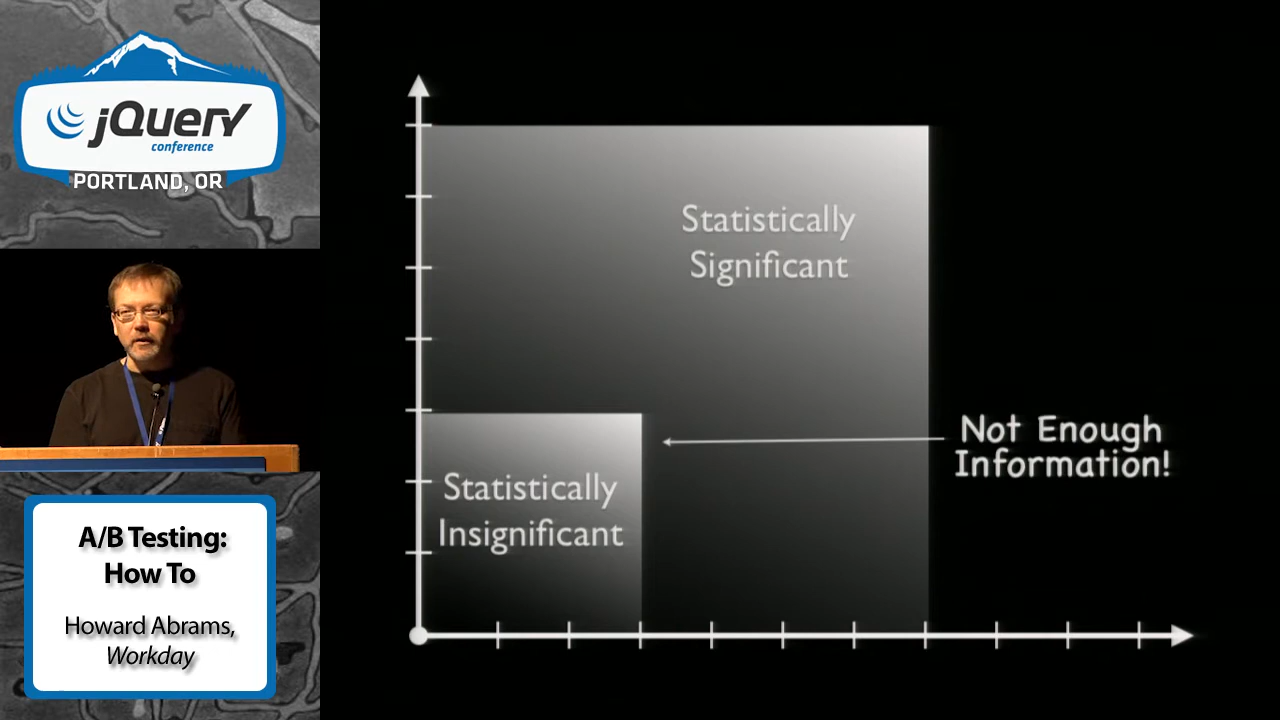 jQuery
conference
PORTLAND, OR
A/B Testing:
How To
Howard Abrams,
Workday
Statistically
Significant
Not Enough
Information!
Statistically
Insignificant